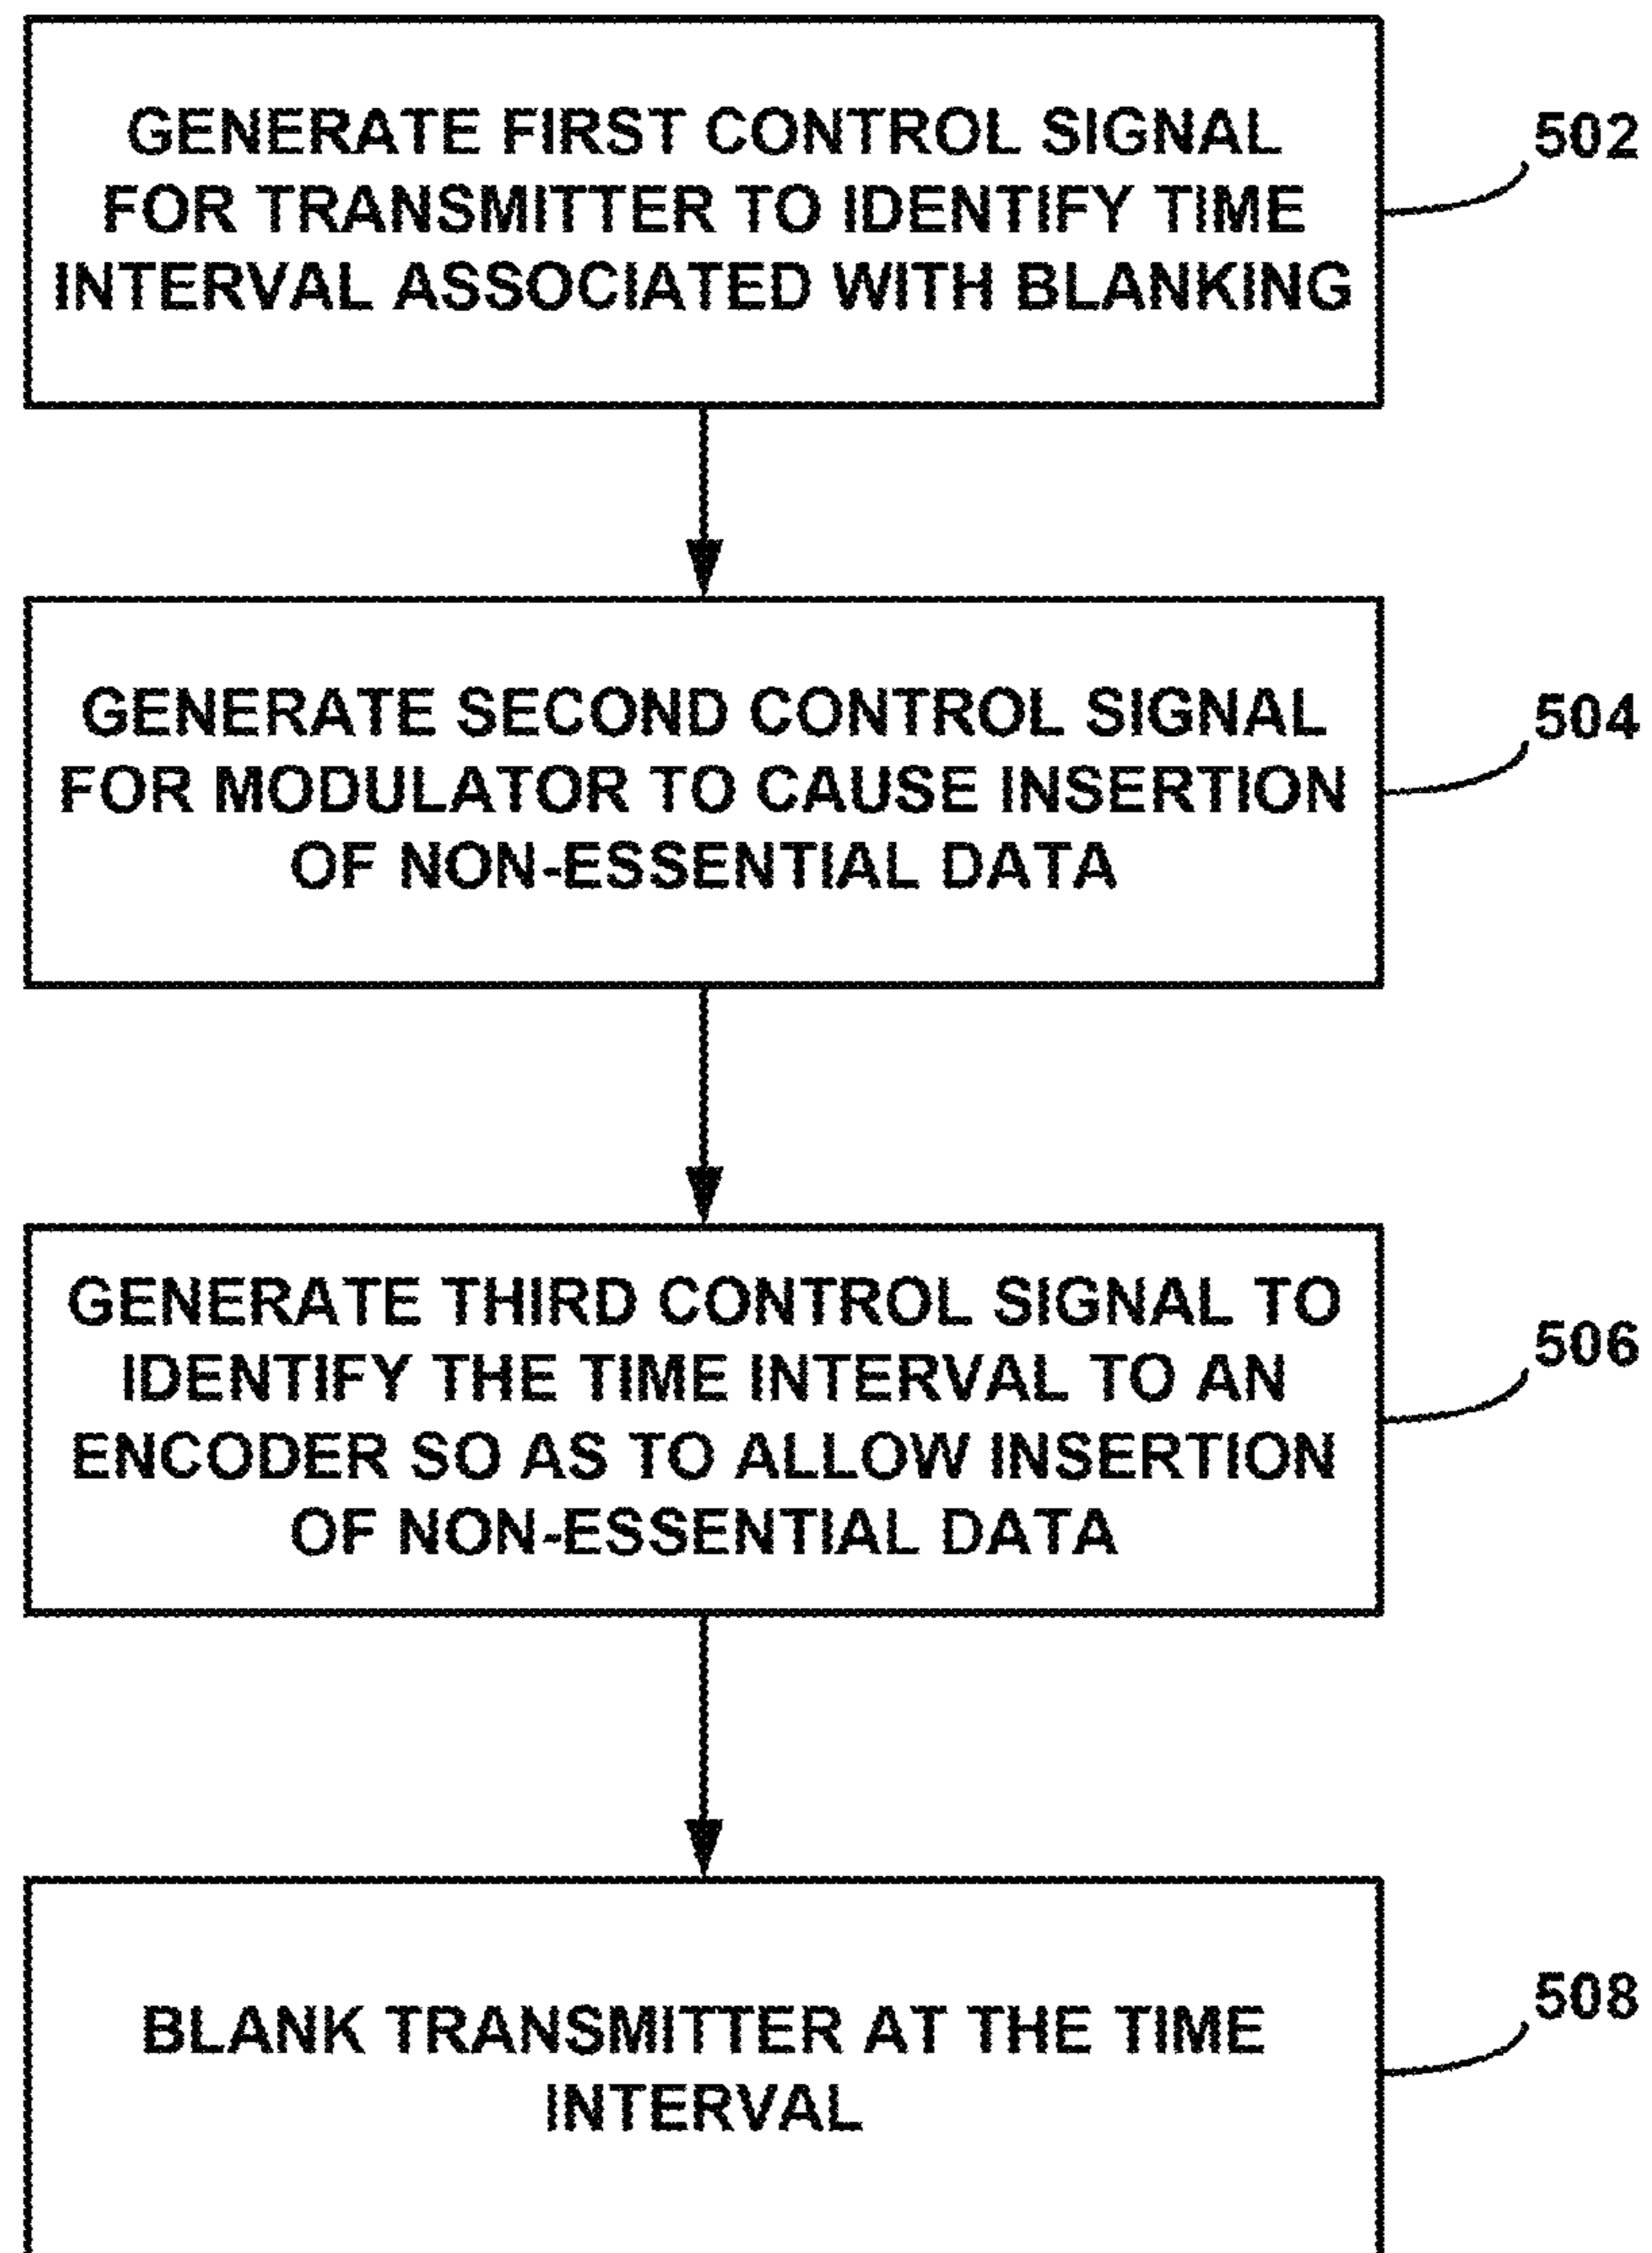 GENERATE FIRST CONTROL SIGNAL
FOR TRANSMITTER TO IDENTIFY TIME
INTERVAL ASSOCIATED WITH BLANKING
502
GENERATE SECOND CONTROL SIGNAL
FOR MODULATOR TO CAUSE INSERTION
OF NON-ESSENTIAL DATA
504
GENERATE THIRD CONTROL SIGNAL TO
IDENTIFY THE TIME INTERVAL TO AN
ENCODER SO AS TO ALLOW INSERTION
OF NON-ESSENTIAL DATA
506
BLANK TRANSMITTER AT THE TIME
INTERVAL
508